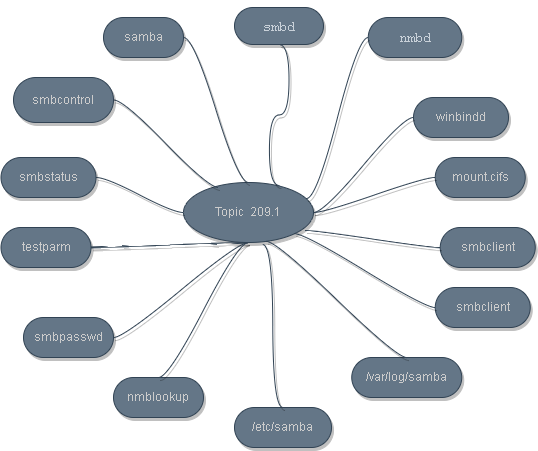 smbd
samba
nmbd
smbcontrol
winbindd
smbstatus
mount.cifs
Topic 209.1
testparm
smbclient
smbclient
smbpasswd
/var/log/samba
nmblookup
/etc/samba